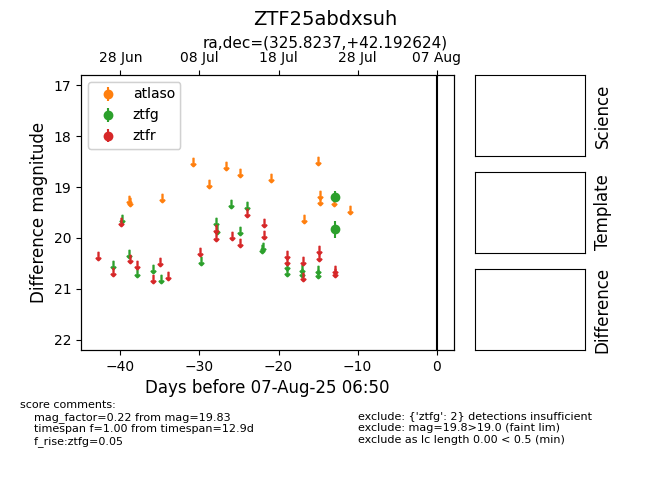 ZTF25abdxsuh
ra,dec=(325.8237,+42.192624)
28 Jun 08 Jul 18 Jul 28 Jul 07 Aug
atlaso
ztfg
ztfr
17
18
19
20
21
22
Difference magnitude
−40 −30 −20 −10 0
Days before 07-Aug-25 06:50
Science
Template
Difference
score comments:
mag_factor=0.22 from mag=19.83
timespan f=1.00 from timespan=12.9d
f_rise:ztfg=0.05
exclude: {'ztfg': 2} detections insufficient
exclude: mag=19.8>19.0 (faint lim)
exclude as lc length 0.00 < 0.5 (min)